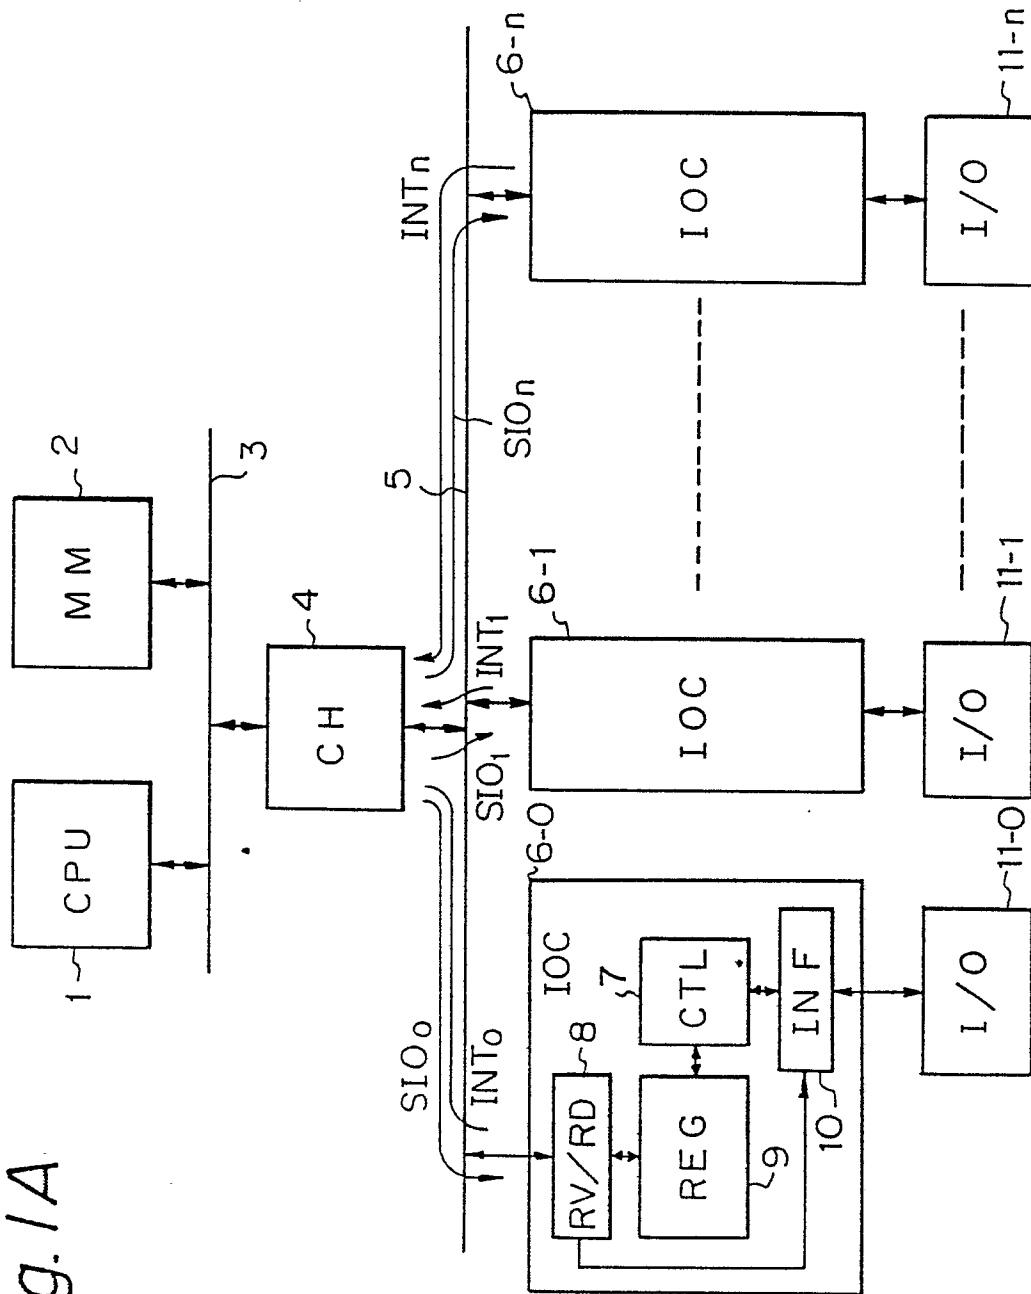 g. 1A
1
CPU
MM
2
3
CH
4
5
SIO0
INT0
SIO1
INT1
SIOn
INTn
6-0
IOC
7
CTL
RV/RD
8
REG
9
INF
10
6-1
IOC
6-n
IOC
I/O
11-0
I/O
11-1
I/O
11-n